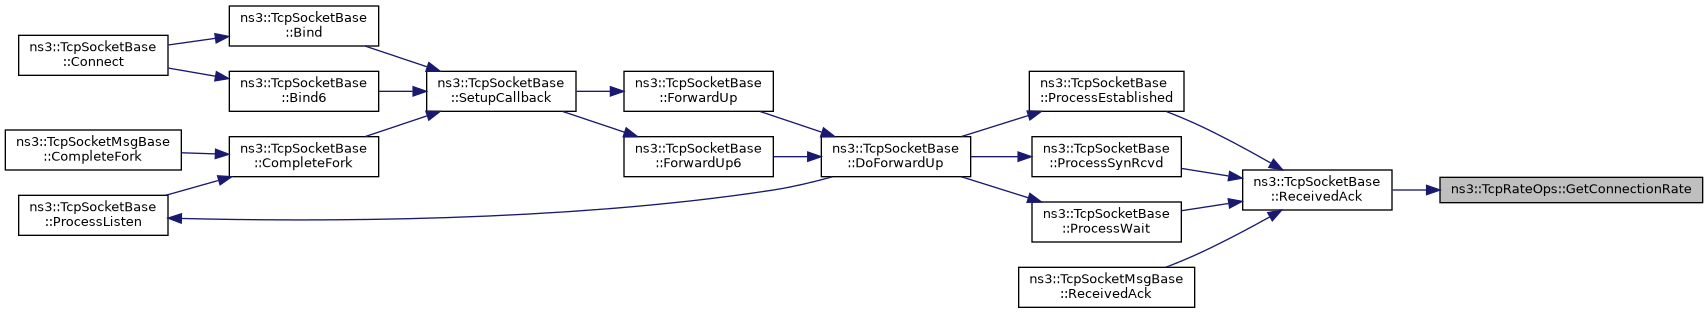 ns3::TcpSocketBase
::Connect
ns3::TcpSocketBase
::Bind
ns3::TcpSocketBase
::Bind6
ns3::TcpSocketMsgBase
::CompleteFork
ns3::TcpSocketBase
::CompleteFork
ns3::TcpSocketBase
::ProcessListen
ns3::TcpSocketBase
::SetupCallback
ns3::TcpSocketBase
::ForwardUp
ns3::TcpSocketBase
::ForwardUp6
ns3::TcpSocketBase
::DoForwardUp
ns3::TcpSocketBase
::ProcessEstablished
ns3::TcpSocketBase
::ProcessSynRcvd
ns3::TcpSocketBase
::ProcessWait
ns3::TcpSocketMsgBase
::ReceivedAck
ns3::TcpSocketBase
::ReceivedAck
ns3::TcpRateOps::GetConnectionRate